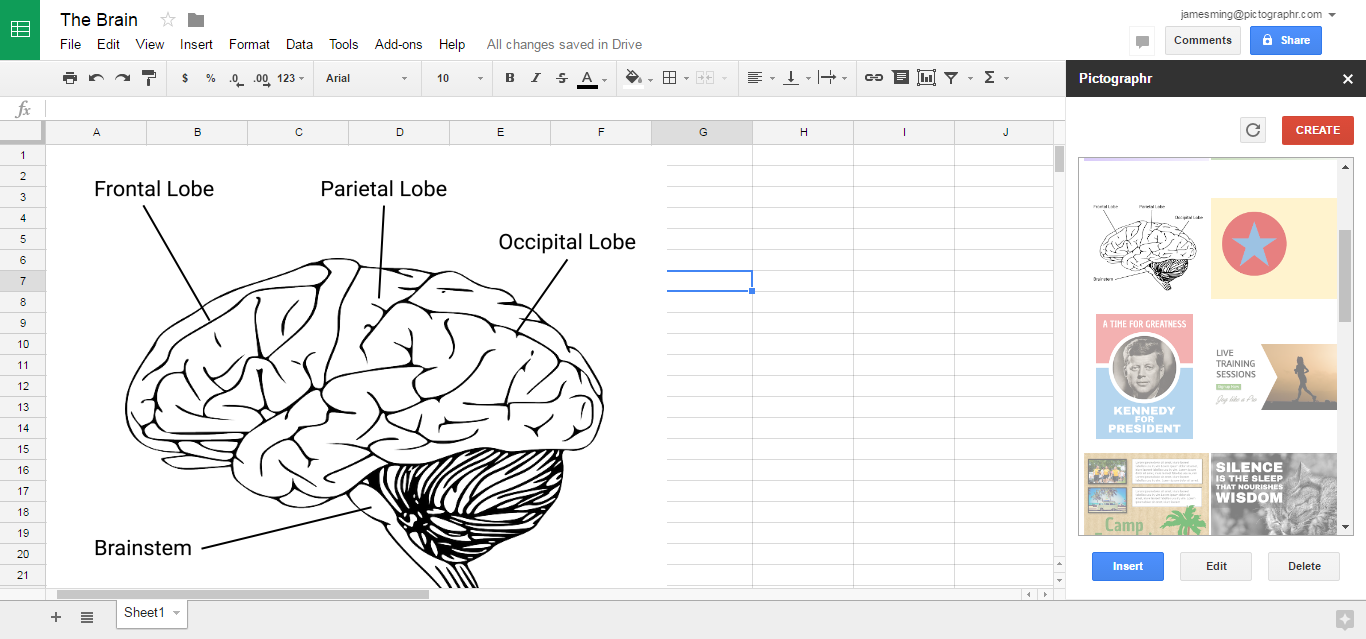 The Brain
jamesming@pictographr.com
File Edit View Insert Format Data Tools Add-ons Help All changes saved in Drive
Comments
Share
$ % .0 .00 123 Arial 10 B I S A Σ
Pictographr
fx
CREATE
A B C D E F G H I J
1
2
3
4
5
6
7
8
9
10
11
12
13
14
15
16
17
18
19
20
21
Frontal Lobe
Parietal Lobe
Occipital Lobe
Brainstem
Frontal Lobe
Parietal Lobe
Occipital Lobe
Brainstem
A TIME FOR GREATNESS
KENNEDY
FOR
PRESIDENT
LIVE
TRAINING
SESSIONS
SILENCE
IS THE SLEEP
THAT NOURISHES
WISDOM
Camp
Insert
Edit
Delete
Sheet1